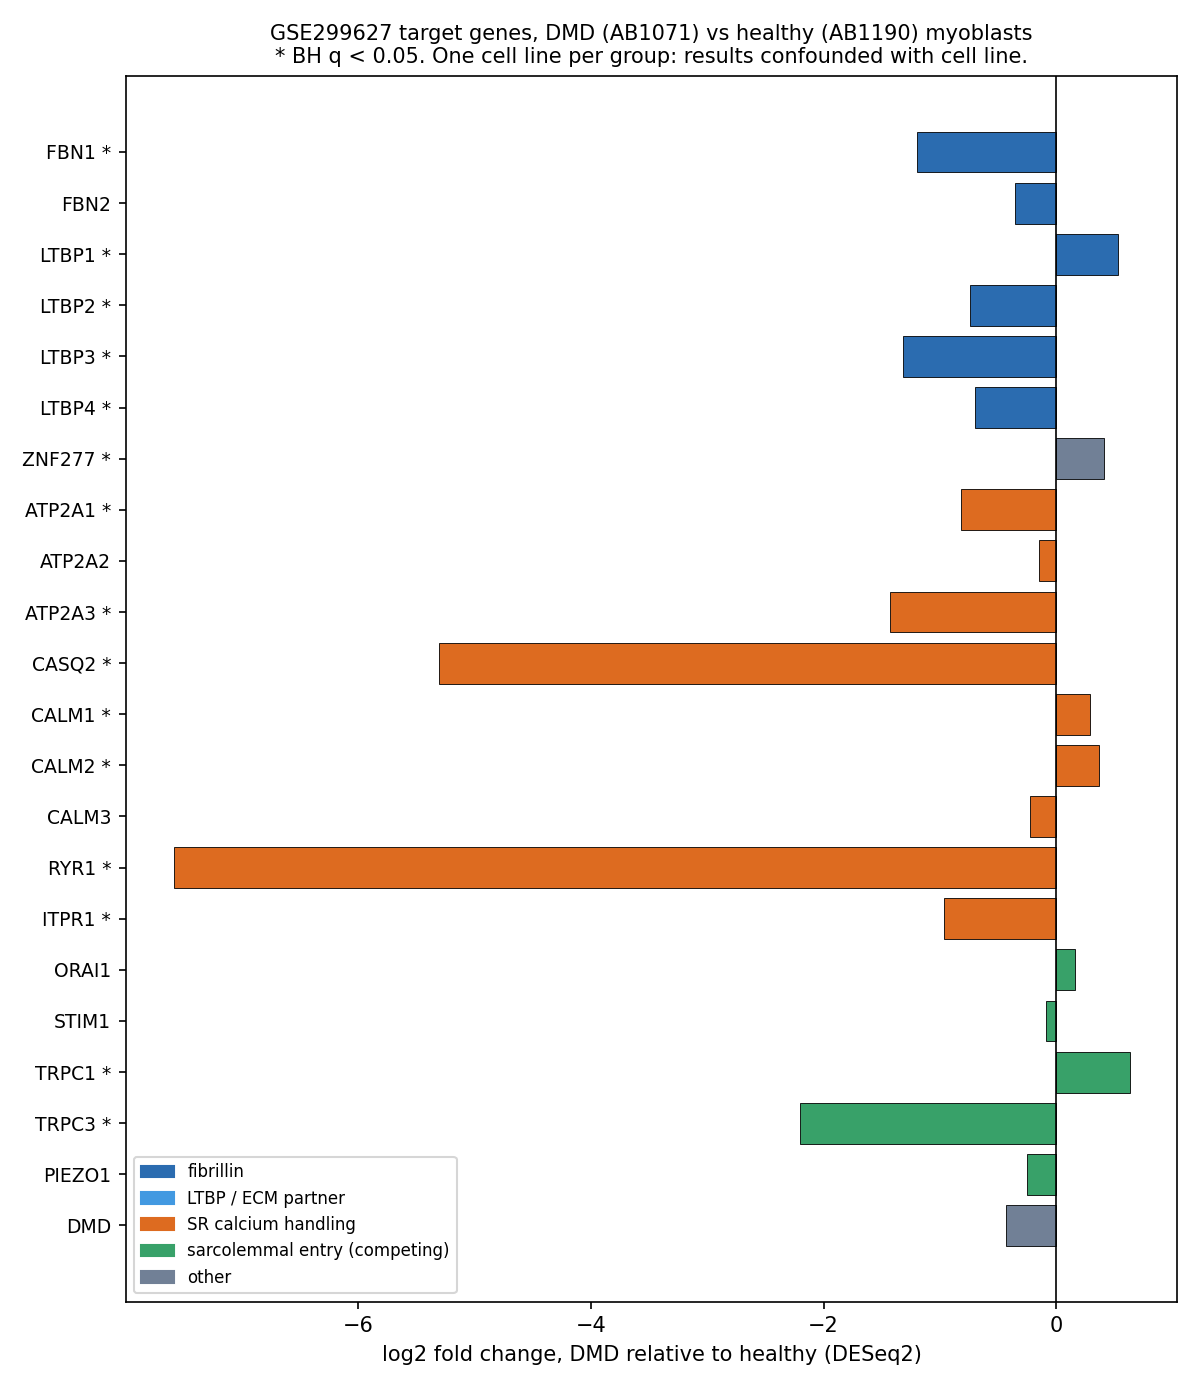 GSE299627 target genes, DMD (AB1071) vs healthy (AB1190) myoblasts
* BH q < 0.05. One cell line per group: results confounded with cell line.
FBN1 *
FBN2
LTBP1 *
LTBP2 *
LTBP3 *
LTBP4 *
ZNF277 *
ATP2A1 *
ATP2A2
ATP2A3 *
CASQ2 *
CALM1 *
CALM2 *
CALM3
RYR1 *
ITPR1 *
ORAI1
STIM1
TRPC1 *
TRPC3 *
PIEZO1
DMD
fibrillin
LTBP / ECM partner
SR calcium handling
sarcolemmal entry (competing)
other
−6 −4 −2 0
log2 fold change, DMD relative to healthy (DESeq2)